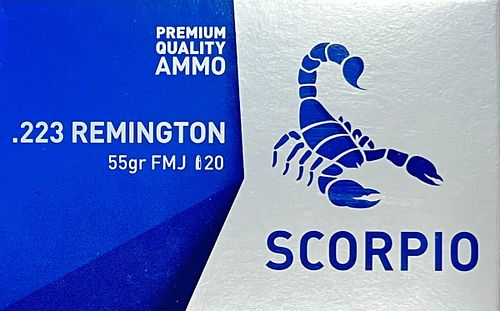 PREMIUM
QUALITY
AMMO
.223 REMINGTON
55gr FMJ 20
SCORPIO